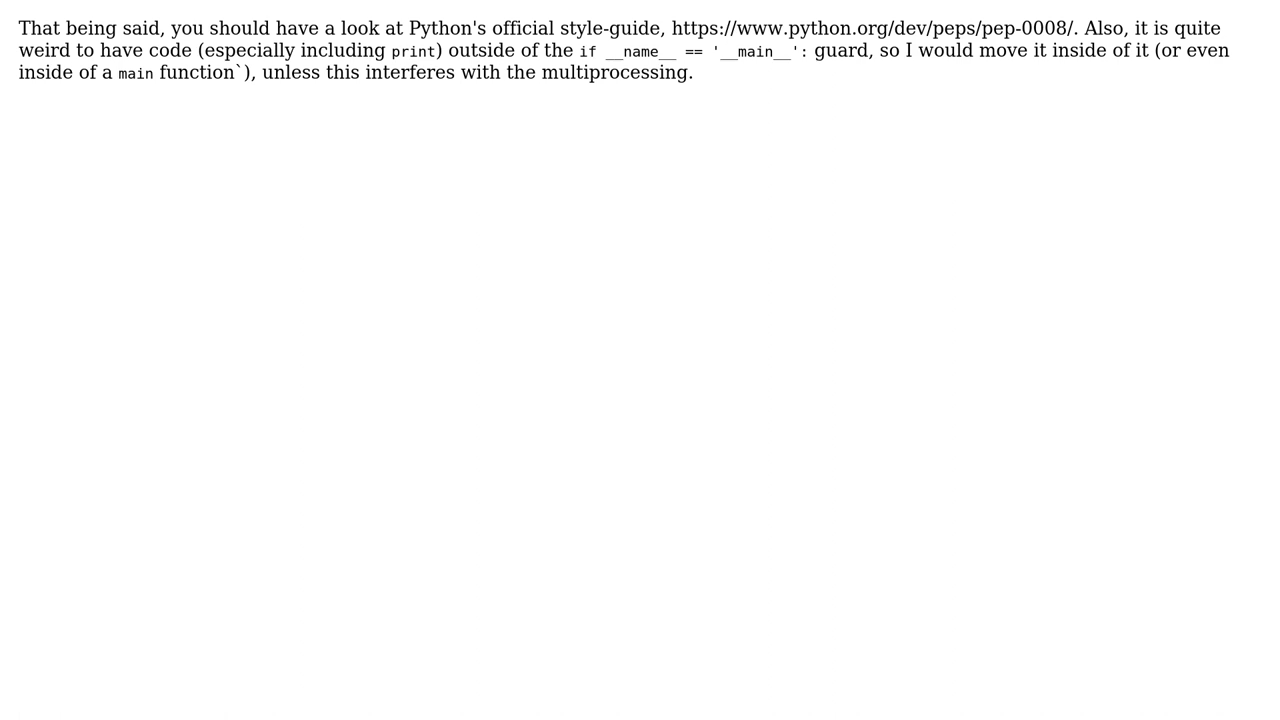 That being said, you should have a look at Python's official style-guide, https://www.python.org/dev/peps/pep-0008/. Also, it is quite
weird to have code (especially including print) outside of the if __name__ == '__main__': guard, so I would move it inside of it (or even
inside of a main function`), unless this interferes with the multiprocessing.